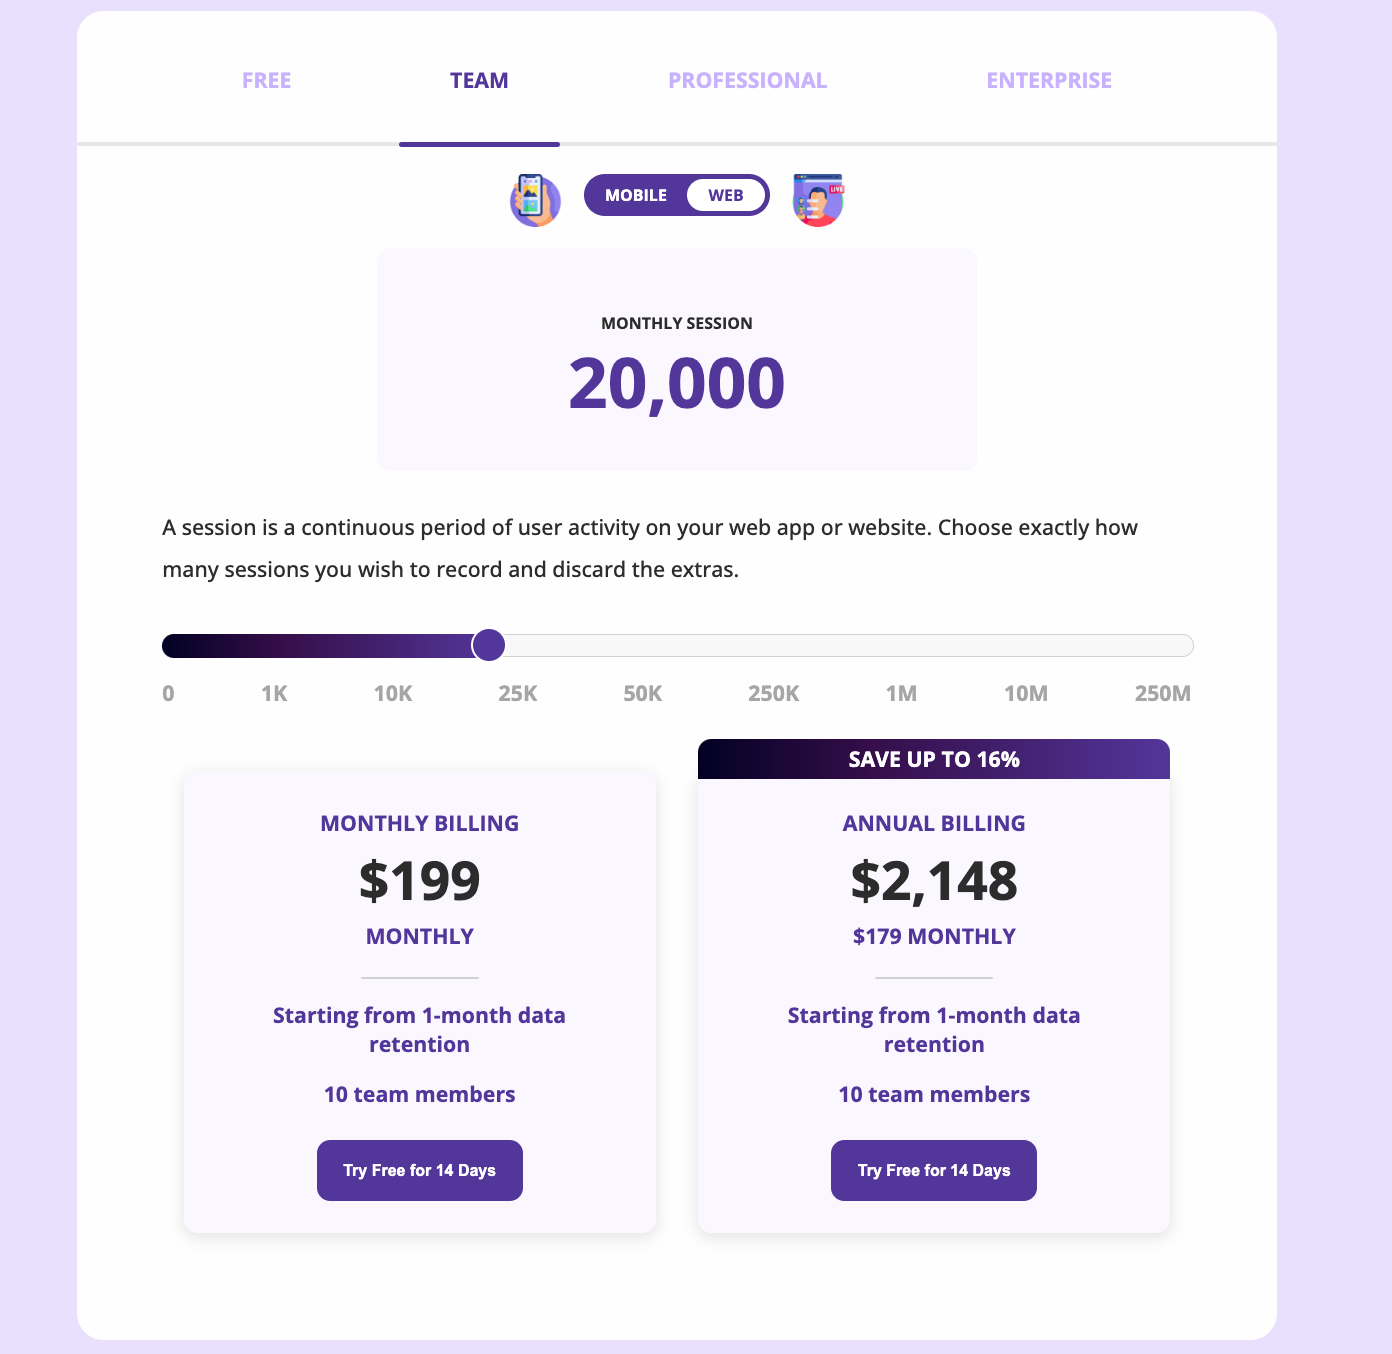 FREE TEAM PROFESSIONAL ENTERPRISE
MOBILE WEB LIVE
MONTHLY SESSION
20,000
A session is a continuous period of user activity on your web app or website. Choose exactly how
many sessions you wish to record and discard the extras.
0 1K 10K 25K 50K 250K 1M 10M 250M
MONTHLY BILLING
$199
MONTHLY
Starting from 1-month data
retention
10 team members
Try Free for 14 Days
SAVE UP TO 16%
ANNUAL BILLING
$2,148
$179 MONTHLY
Starting from 1-month data
retention
10 team members
Try Free for 14 Days